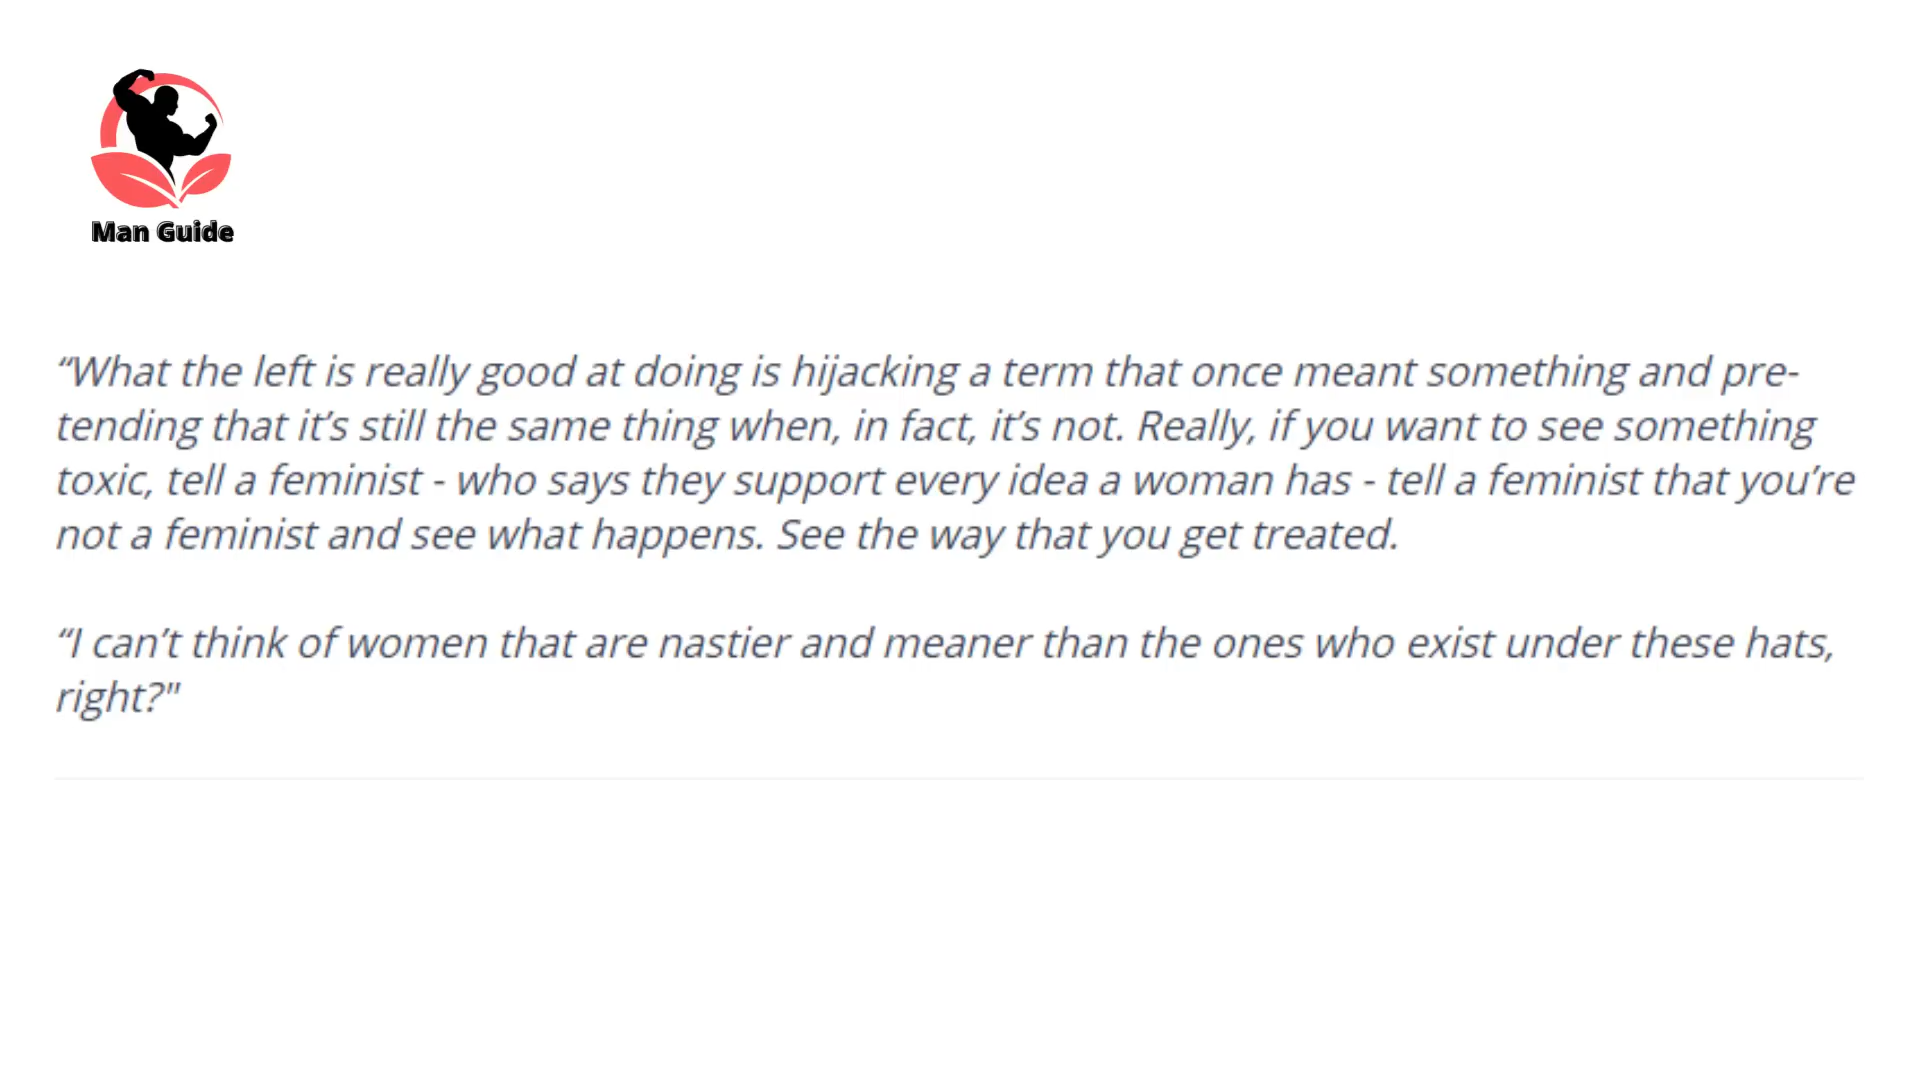 Man Guide
“What the left is really good at doing is hijacking a term that once meant something and pre-
tending that it’s still the same thing when, in fact, it’s not. Really, if you want to see something
toxic, tell a feminist - who says they support every idea a woman has - tell a feminist that you’re
not a feminist and see what happens. See the way that you get treated.
“I can’t think of women that are nastier and meaner than the ones who exist under these hats,
right?"